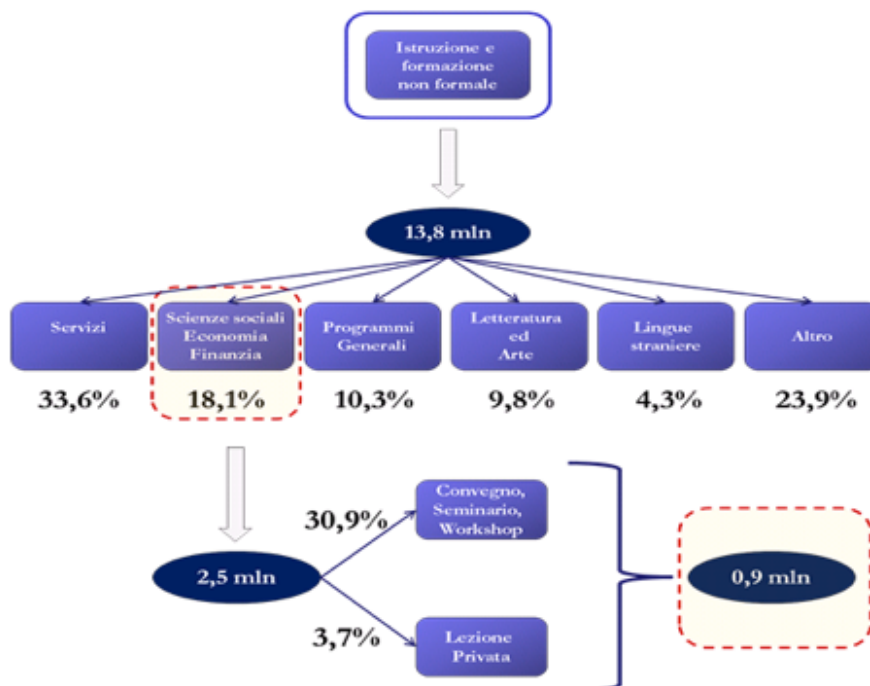 Istruzione e
formazione
non formale
13,8 mln
Servizi
Scienze sociali
Economia
Finanzia
Programmi
Generali
Letteratura
ed
Arte
Lingue
straniere
Altro
33,6%
18,1%
10,3%
9,8%
4,3%
23,9%
30,9%
Convegno,
Seminario,
Workshop
2,5 mln
0,9 mln
3,7%
Lezione
Privata